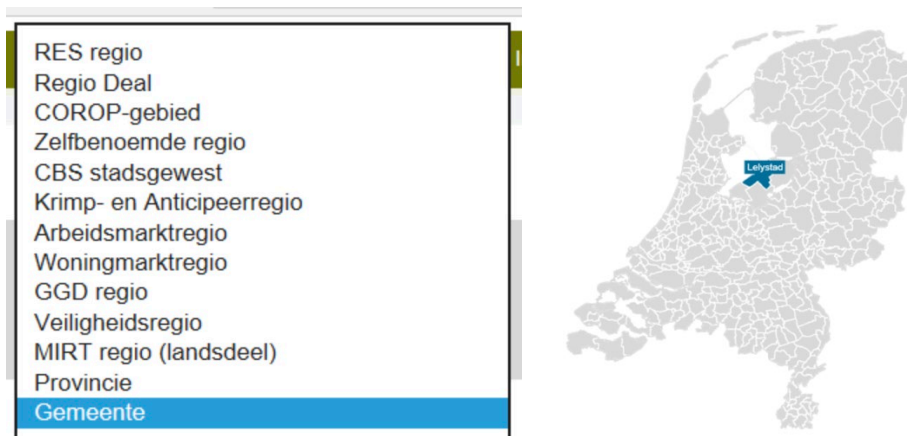 RES regio
Regio Deal
COROP-gebied
Zelfbenoemde regio
CBS stadsgewest
Krimp- en Anticipeerregio
Arbeidsmarktregio
Woningmarktregio
GGD regio
Veiligheidsregio
MIRT regio (landsdeel)
Provincie
Gemeente
Lelystad